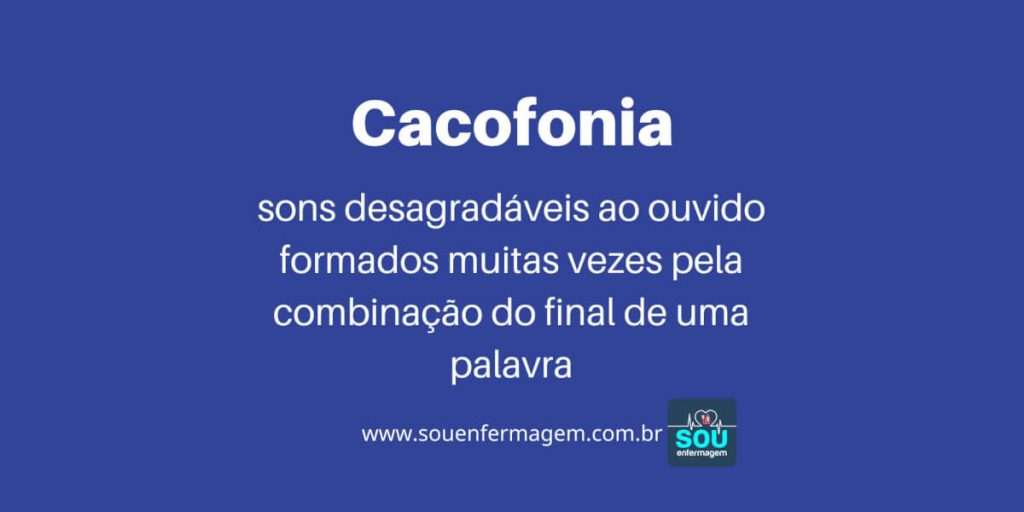 Cacofonia
sons desagradáveis ao ouvido
formados muitas vezes pela
combinação do final de uma
palavra
www.souenfermagem.com.br
SOU
enfermagem